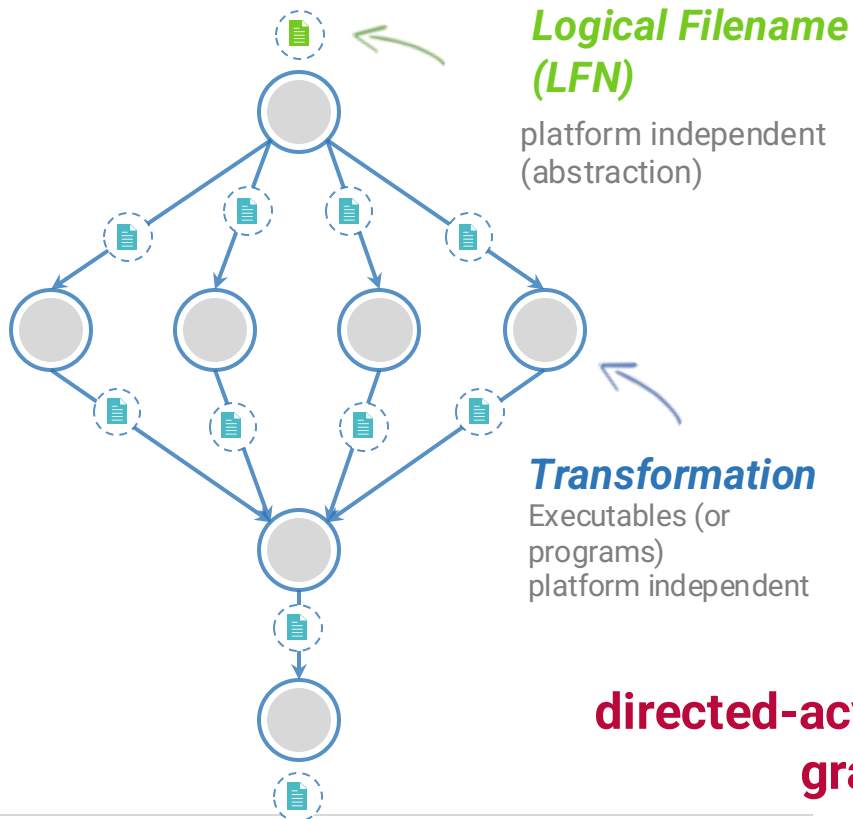 Logical Filename
(LFN)
platform independent
(abstraction)
Transformation
Executables (or
programs)
platform independent